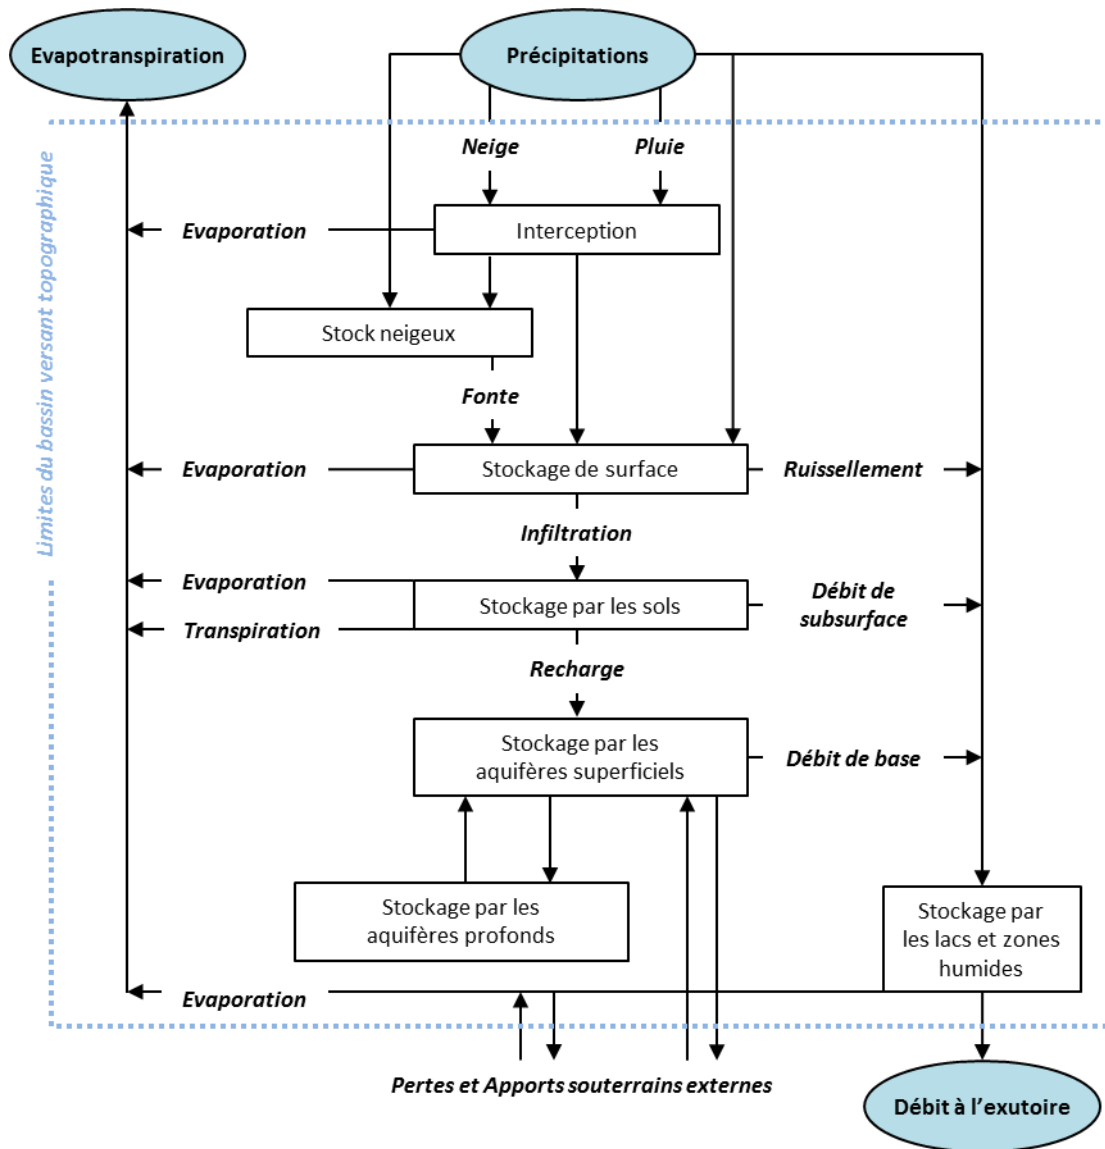 Evapotranspiration
Précipitations
Limites du bassin versant topographique
Neige
Pluie
Evaporation
Interception
Stock neigeux
Fonte
Evaporation
Stockage de surface
Ruissellement
Infiltration
Evaporation
Transpiration
Stockage par les sols
Débit de
subsurface
Recharge
Stockage par les
aquifères superficiels
Débit de base
Stockage par les
aquifères profonds
Stockage par
les lacs et zones
humides
Evaporation
Pertes et Apports souterrains externes
Débit à l'exutoire